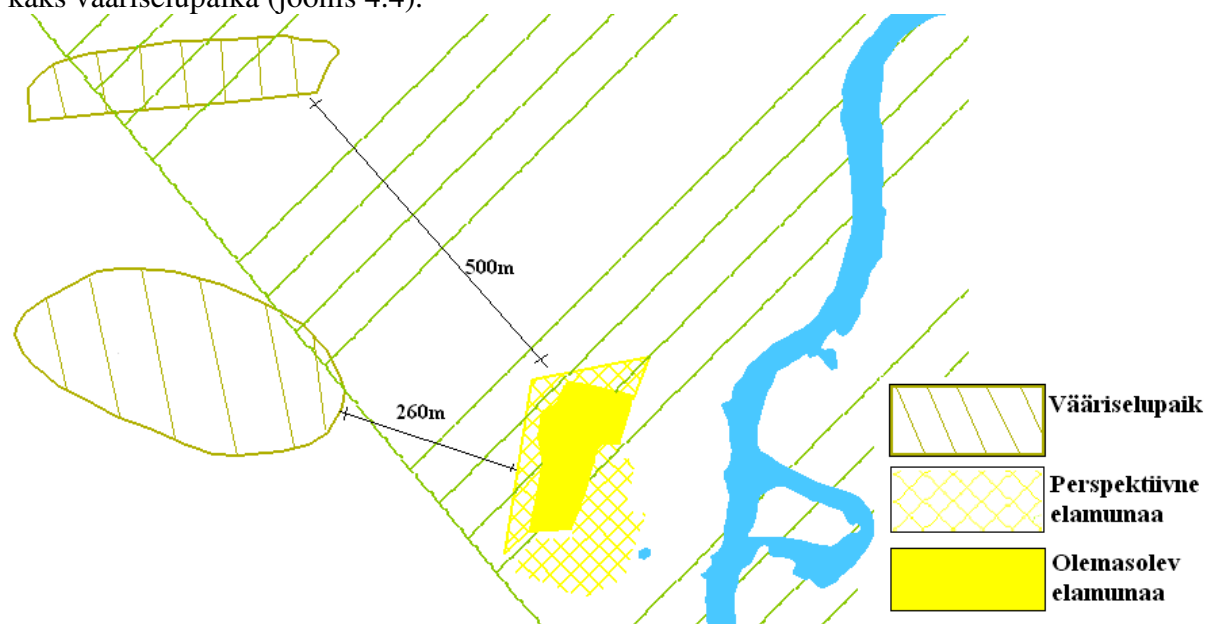 kaks vääriselupaika (joonis 4.4).
500m
260m
Vääriselupaik
Perspektiivne
elamumaa
Olemasolev
elamumaa